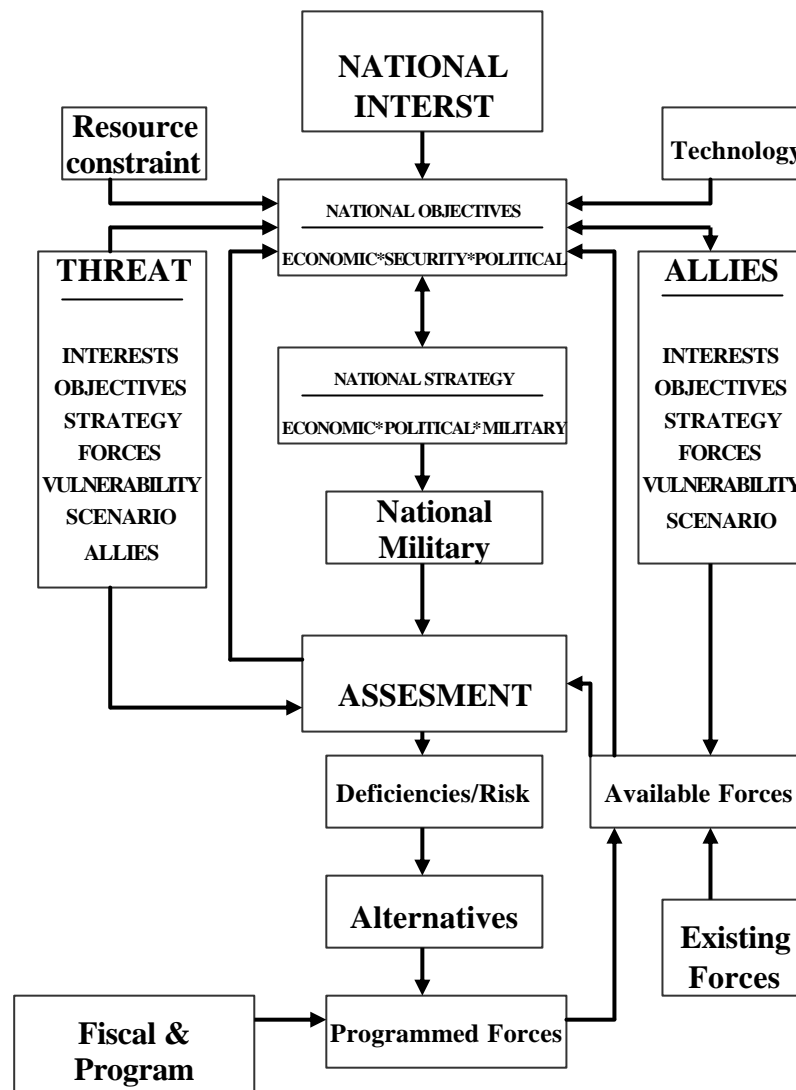 NATIONAL
INTERST
Resource
constraint
Technology
NATIONAL OBJECTIVES
ECONOMIC*SECURITY*POLITICAL
THREAT
INTERESTS
OBJECTIVES
STRATEGY
FORCES
VULNERABILITY
SCENARIO
ALLIES
ALLIES
INTERESTS
OBJECTIVES
STRATEGY
FORCES
VULNERABILITY
SCENARIO
NATIONAL STRATEGY
ECONOMIC*POLITICAL*MILITARY
National
Military
ASSESMENT
Deficiencies/Risk
Available Forces
Alternatives
Existing
Forces
Fiscal &
Program
Programmed Forces